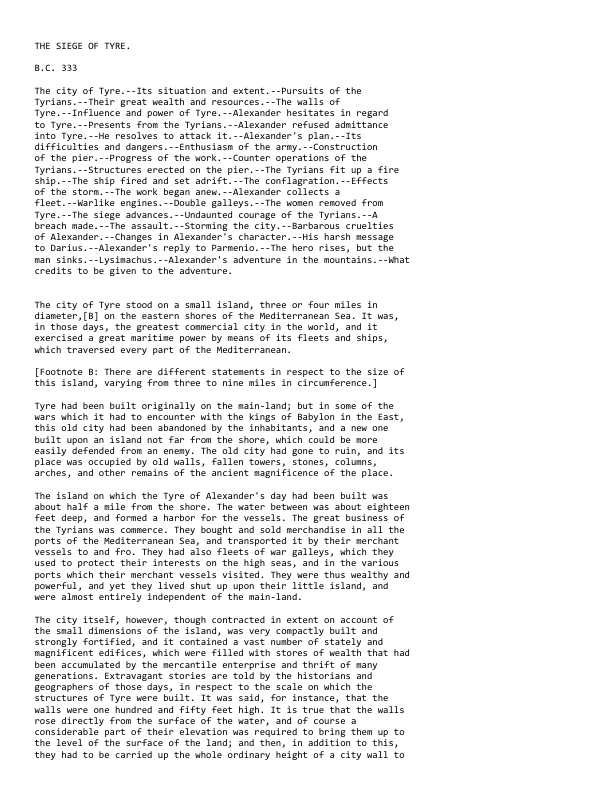 THE SIEGE OF TYRE.
B.C. 333
The city of Tyre.--Its situation and extent.--Pursuits of the
Tyrians.--Their great wealth and resources.--The walls of
Tyre.--Influence and power of Tyre.--Alexander hesitates in regard
to Tyre.--Presents from the Tyrians.--Alexander refused admittance
into Tyre.--He resolves to attack it.--Alexander's plan.--Its
difficulties and dangers.--Enthusiasm of the army.--Construction
of the pier.--Progress of the work.--Counter operations of the
Tyrians.--Structures erected on the pier.--The Tyrians fit up a fire
ship.--The ship fired and set adrift.--The conflagration.--Effects
of the storm.--The work began anew.--Alexander collects a
fleet.--Warlike engines.--Double galleys.--The women removed from
Tyre.--The siege advances.--Undaunted courage of the Tyrians.--A
breach made.--The assault.--Storming the city.--Barbarous cruelties
of Alexander.--Changes in Alexander's character.--His harsh message
to Darius.--Alexander's reply to Parmenio.--The hero rises, but the
man sinks.--Lysimachus.--Alexander's adventure in the mountains.--What
credits to be given to the adventure.
The city of Tyre stood on a small island, three or four miles in
diameter,[B] on the eastern shores of the Mediterranean Sea. It was,
in those days, the greatest commercial city in the world, and it
exercised a great maritime power by means of its fleets and ships,
which traversed every part of the Mediterranean.
[Footnote B: There are different statements in respect to the size of
this island, varying from three to nine miles in circumference.]
Tyre had been built originally on the main-land; but in some of the
wars which it had to encounter with the kings of Babylon in the East,
this old city had been abandoned by the inhabitants, and a new one
built upon an island not far from the shore, which could be more
easily defended from an enemy. The old city had gone to ruin, and its
place was occupied by old walls, fallen towers, stones, columns,
arches, and other remains of the ancient magnificence of the place.
The island on which the Tyre of Alexander's day had been built was
about half a mile from the shore. The water between was about eighteen
feet deep, and formed a harbor for the vessels. The great business of
the Tyrians was commerce. They bought and sold merchandise in all the
ports of the Mediterranean Sea, and transported it by their merchant
vessels to and fro. They had also fleets of war galleys, which they
used to protect their interests on the high seas, and in the various
ports which their merchant vessels visited. They were thus wealthy and
powerful, and yet they lived shut up upon their little island, and
were almost entirely independent of the main-land.
The city itself, however, though contracted in extent on account of
the small dimensions of the island, was very compactly built and
strongly fortified, and it contained a vast number of stately and
magnificent edifices, which were filled with stores of wealth that had
been accumulated by the mercantile enterprise and thrift of many
generations. Extravagant stories are told by the historians and
geographers of those days, in respect to the scale on which the
structures of Tyre were built. It was said, for instance, that the
walls were one hundred and fifty feet high. It is true that the walls
rose directly from the surface of the water, and of course a
considerable part of their elevation was required to bring them up to
the level of the surface of the land; and then, in addition to this,
they had to be carried up the whole ordinary height of a city wall to